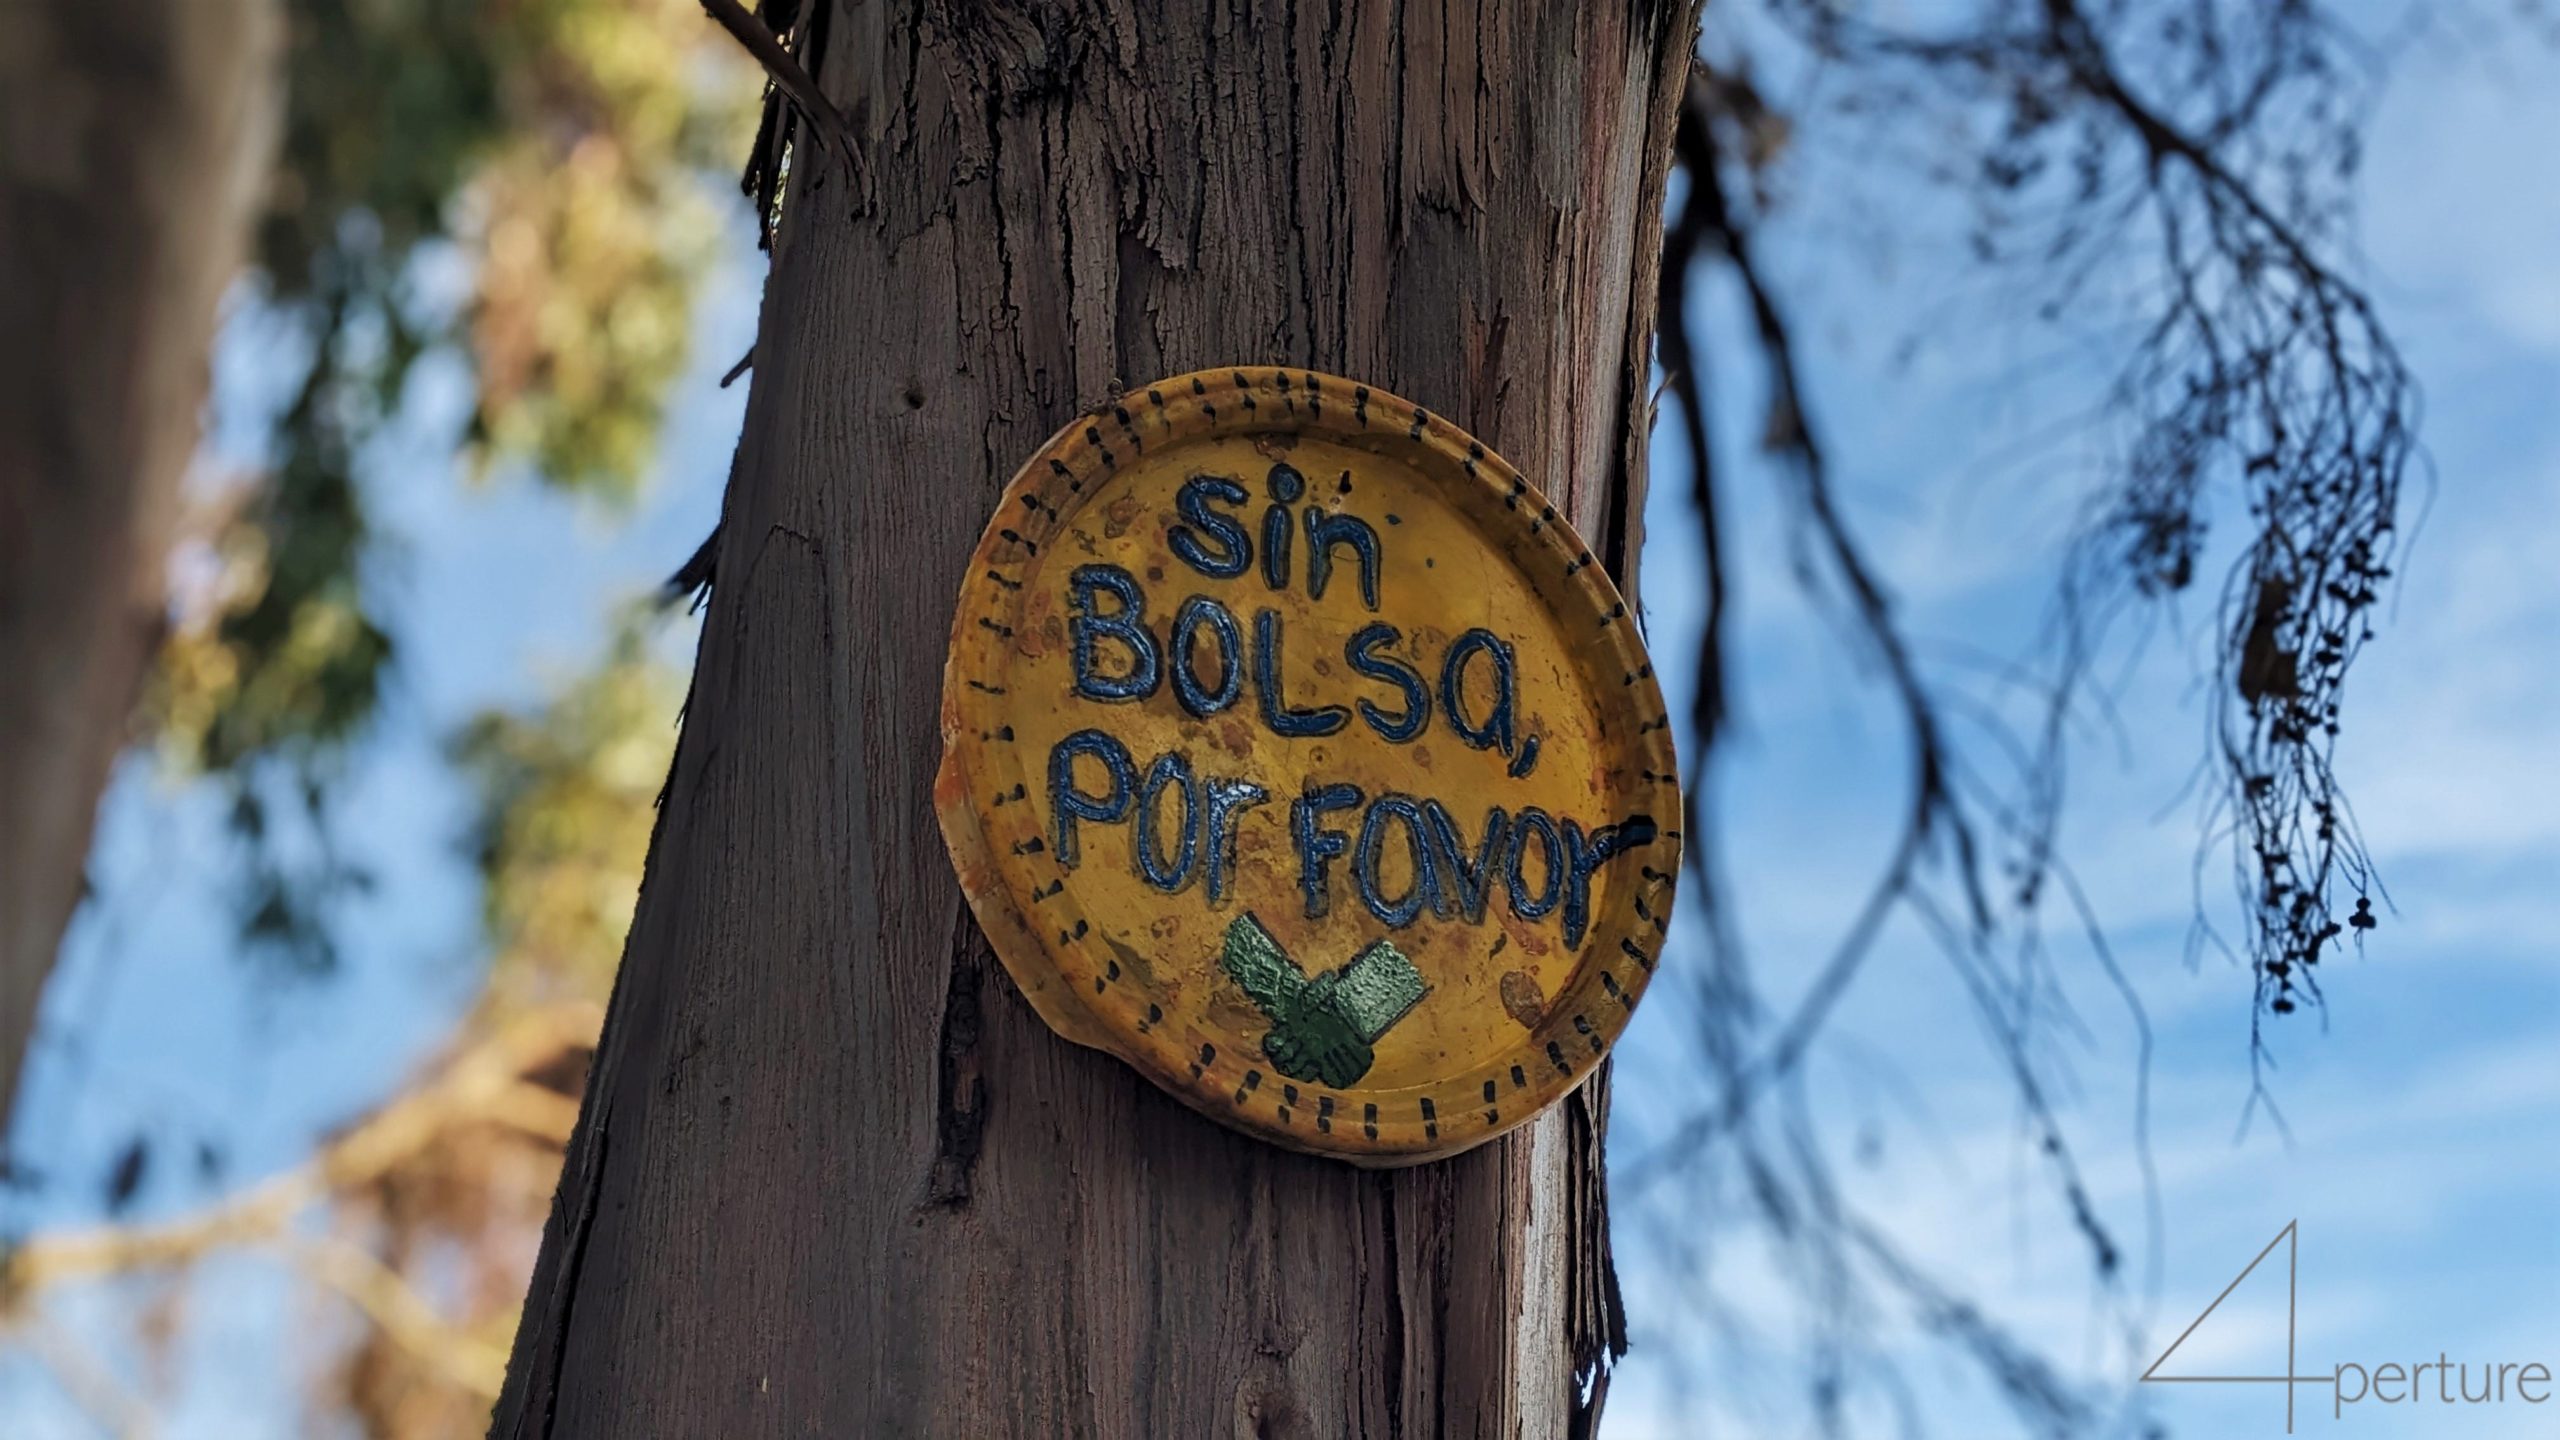 Sin
BOLSa,
Por Favor
4perture